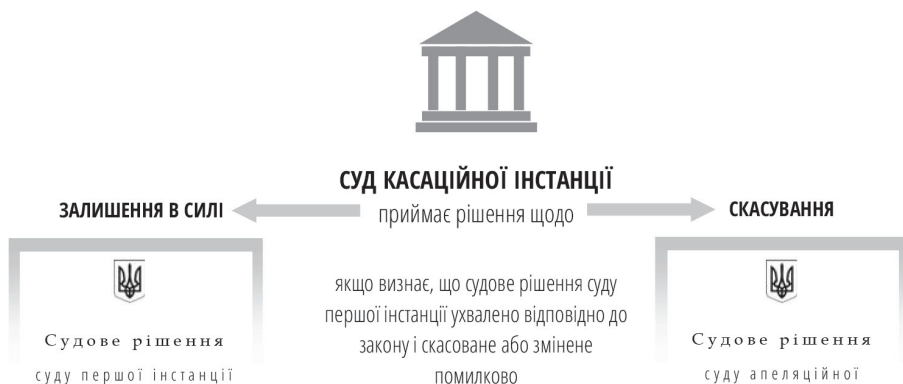 СУД КАСАЦІЙНОЇ ІНСТАНЦІЇ
ЗАЛИШЕННЯ В СИЛІ
приймає рішення щодо
СКАСУВАННЯ
Судове рішення
суду першої інстанції
якщо визнає, що судове рішення суду
першої інстанції ухвалено відповідно до
закону і скасоване або змінене
помилково
Судове рішення
суду апеляційної